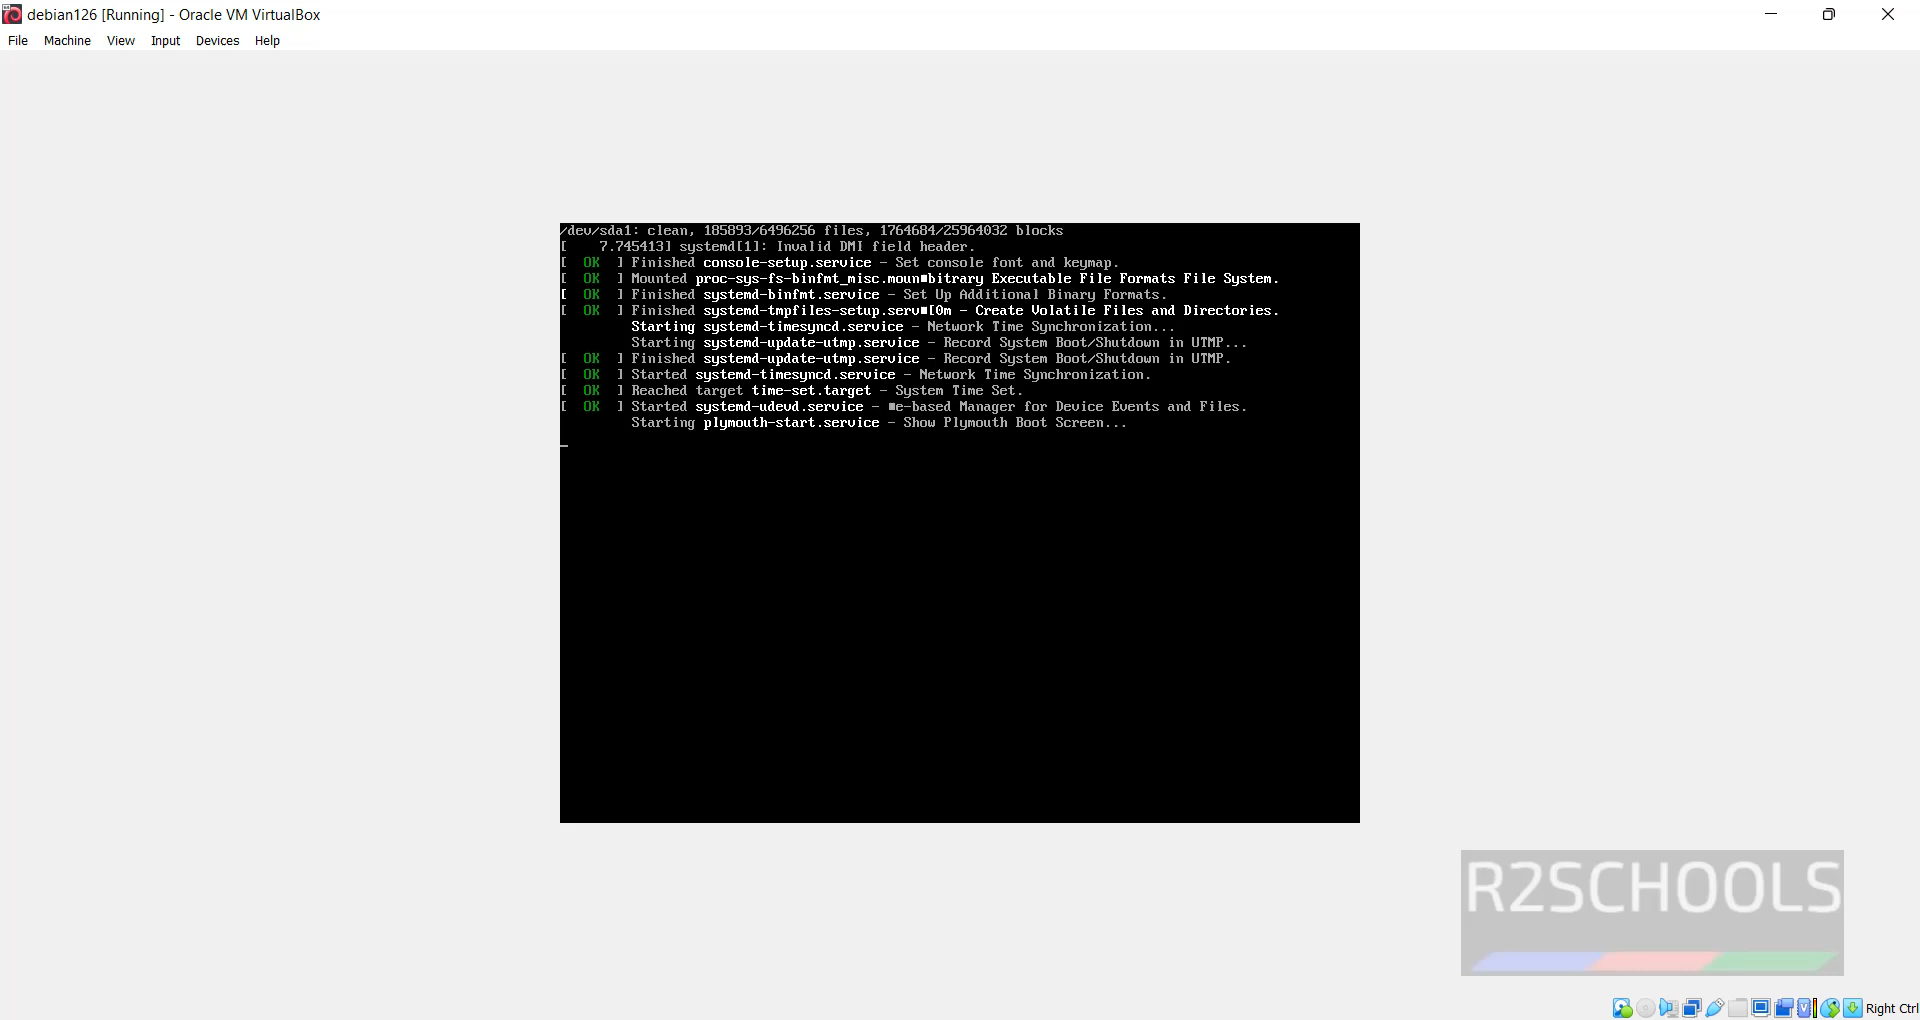 debian126 [Running] - Oracle VM VirtualBox
File Machine View Input Devices Help
/dev/sda1: clean, 185893/6496256 files, 1764684/25964032 blocks
[    7.745413] systemd[1]: Invalid DMI field header.
[  OK  ] Finished console-setup.service - Set console font and keymap.
[  OK  ] Mounted proc-sys-fs-binfmt_misc.moun■bitrary Executable File Formats File System.
[  OK  ] Finished systemd-binfmt.service - Set Up Additional Binary Formats.
[  OK  ] Finished systemd-tmpfiles-setup.serv■[0m - Create Volatile Files and Directories.
Starting systemd-timesyncd.service - Network Time Synchronization...
Starting systemd-update-utmp.service - Record System Boot/Shutdown in UTMP...
[  OK  ] Finished systemd-update-utmp.service - Record System Boot/Shutdown in UTMP.
[  OK  ] Started systemd-timesyncd.service - Network Time Synchronization.
[  OK  ] Reached target time-set.target - System Time Set.
[  OK  ] Started systemd-udevd.service - ■e-based Manager for Device Events and Files.
Starting plymouth-start.service - Show Plymouth Boot Screen...
_
R2SCHOOLS
Right Ctrl